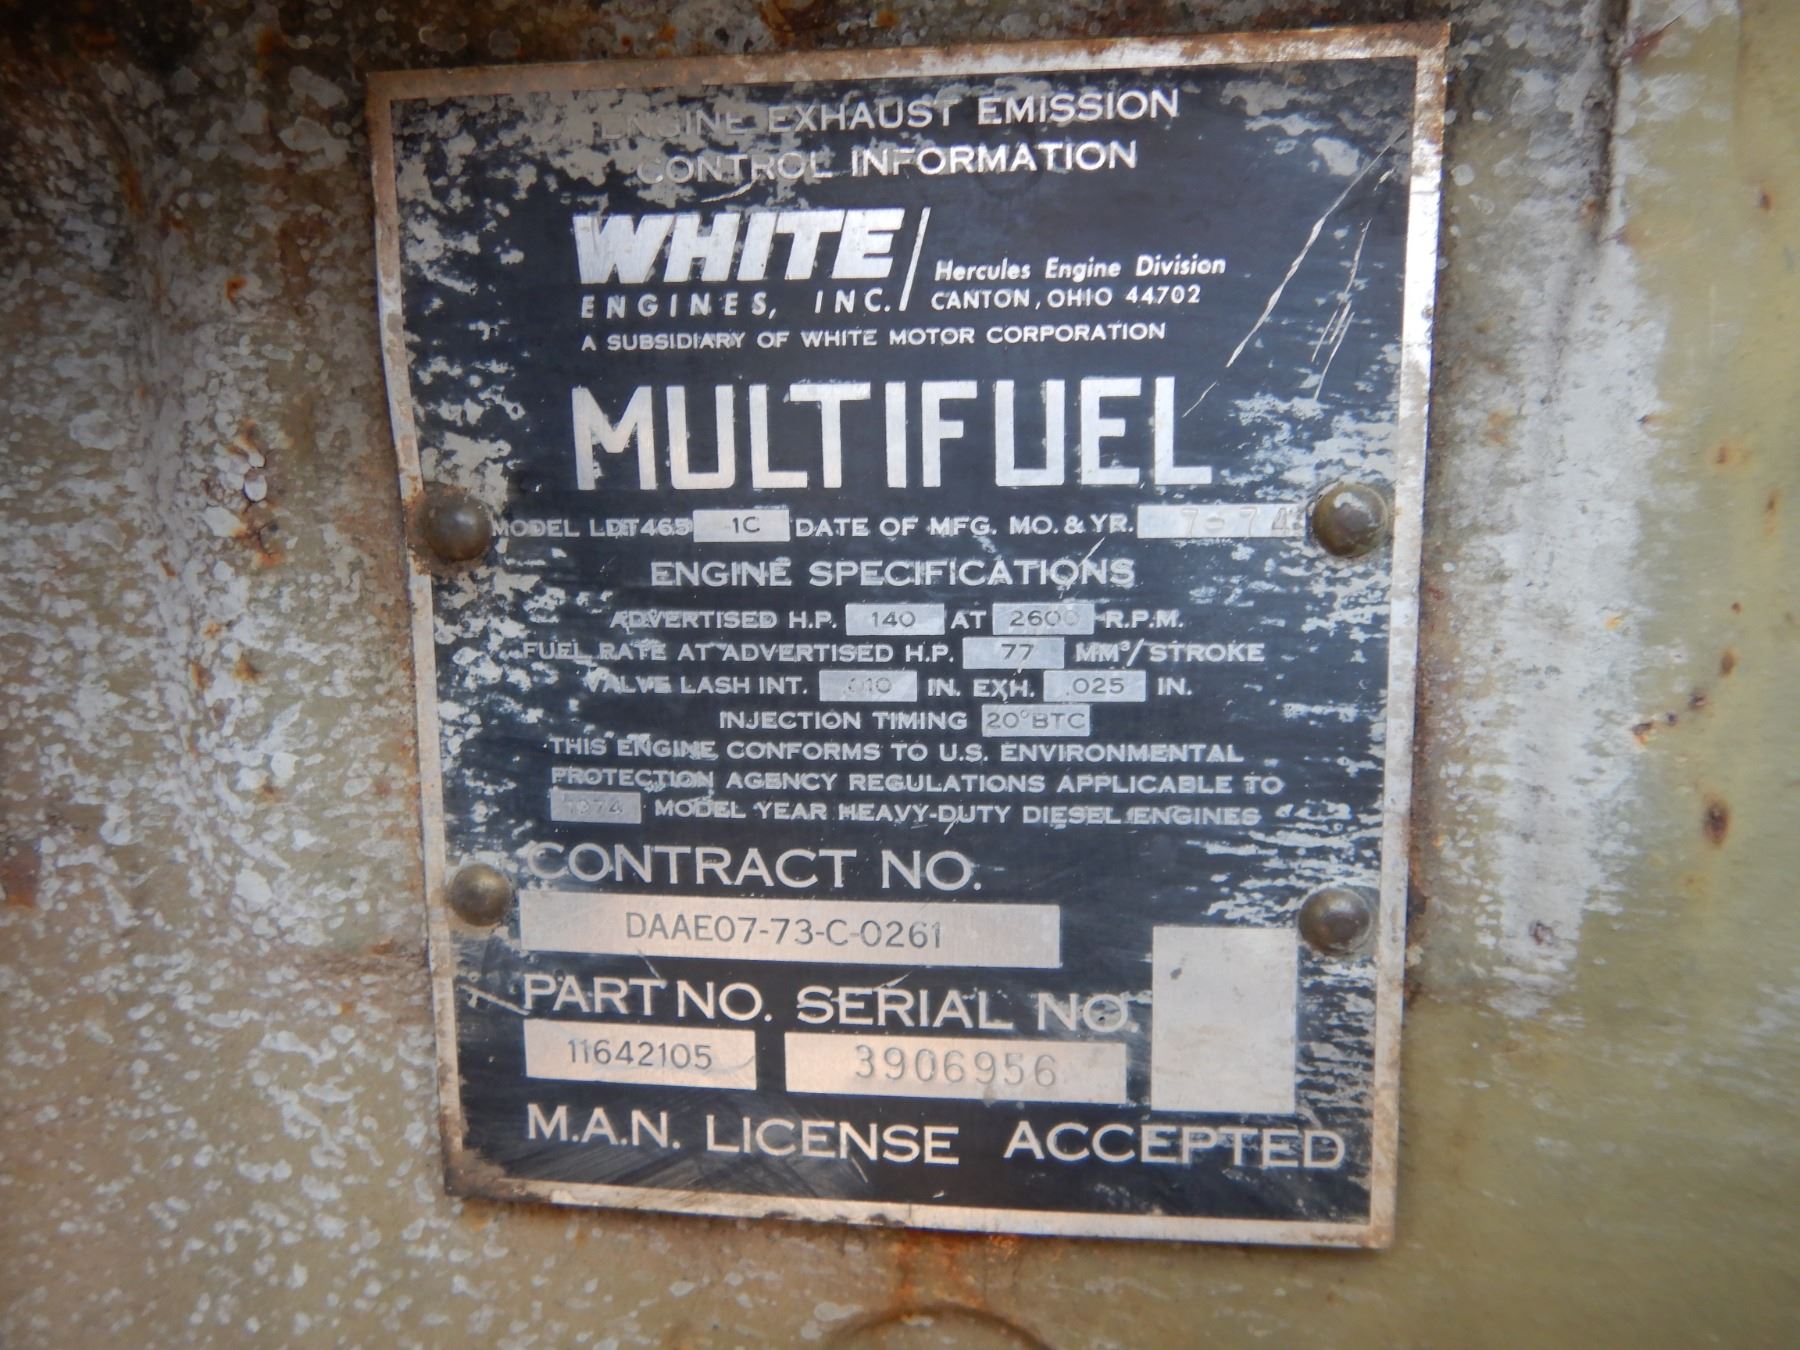 ENGINE EXHAUST EMISSION
CONTROL INFORMATION
WHITE
ENGINES, INC.
Hercules Engine Division
CANTON, OHIO 44702
A SUBSIDIARY OF WHITE MOTOR CORPORATION
MULTIFUEL
MODEL LDT465 1C DATE OF MFG. MO. & YR. 7-74
ENGINE SPECIFICATIONS
ADVERTISED H.P. 140 AT 2600 R.P.M.
FUEL RATE AT ADVERTISED H.P. 77 MM³/STROKE
VALVE LASH INT. .010 IN. EXH. .025 IN.
INJECTION TIMING 20° BTC
THIS ENGINE CONFORMS TO U.S. ENVIRONMENTAL
PROTECTION AGENCY REGULATIONS APPLICABLE TO
1974 MODEL YEAR HEAVY-DUTY DIESEL ENGINES
CONTRACT NO.
DAAE07-73-C-0261
PART NO. SERIAL NO.
11642105 3906956
M.A.N. LICENSE ACCEPTED